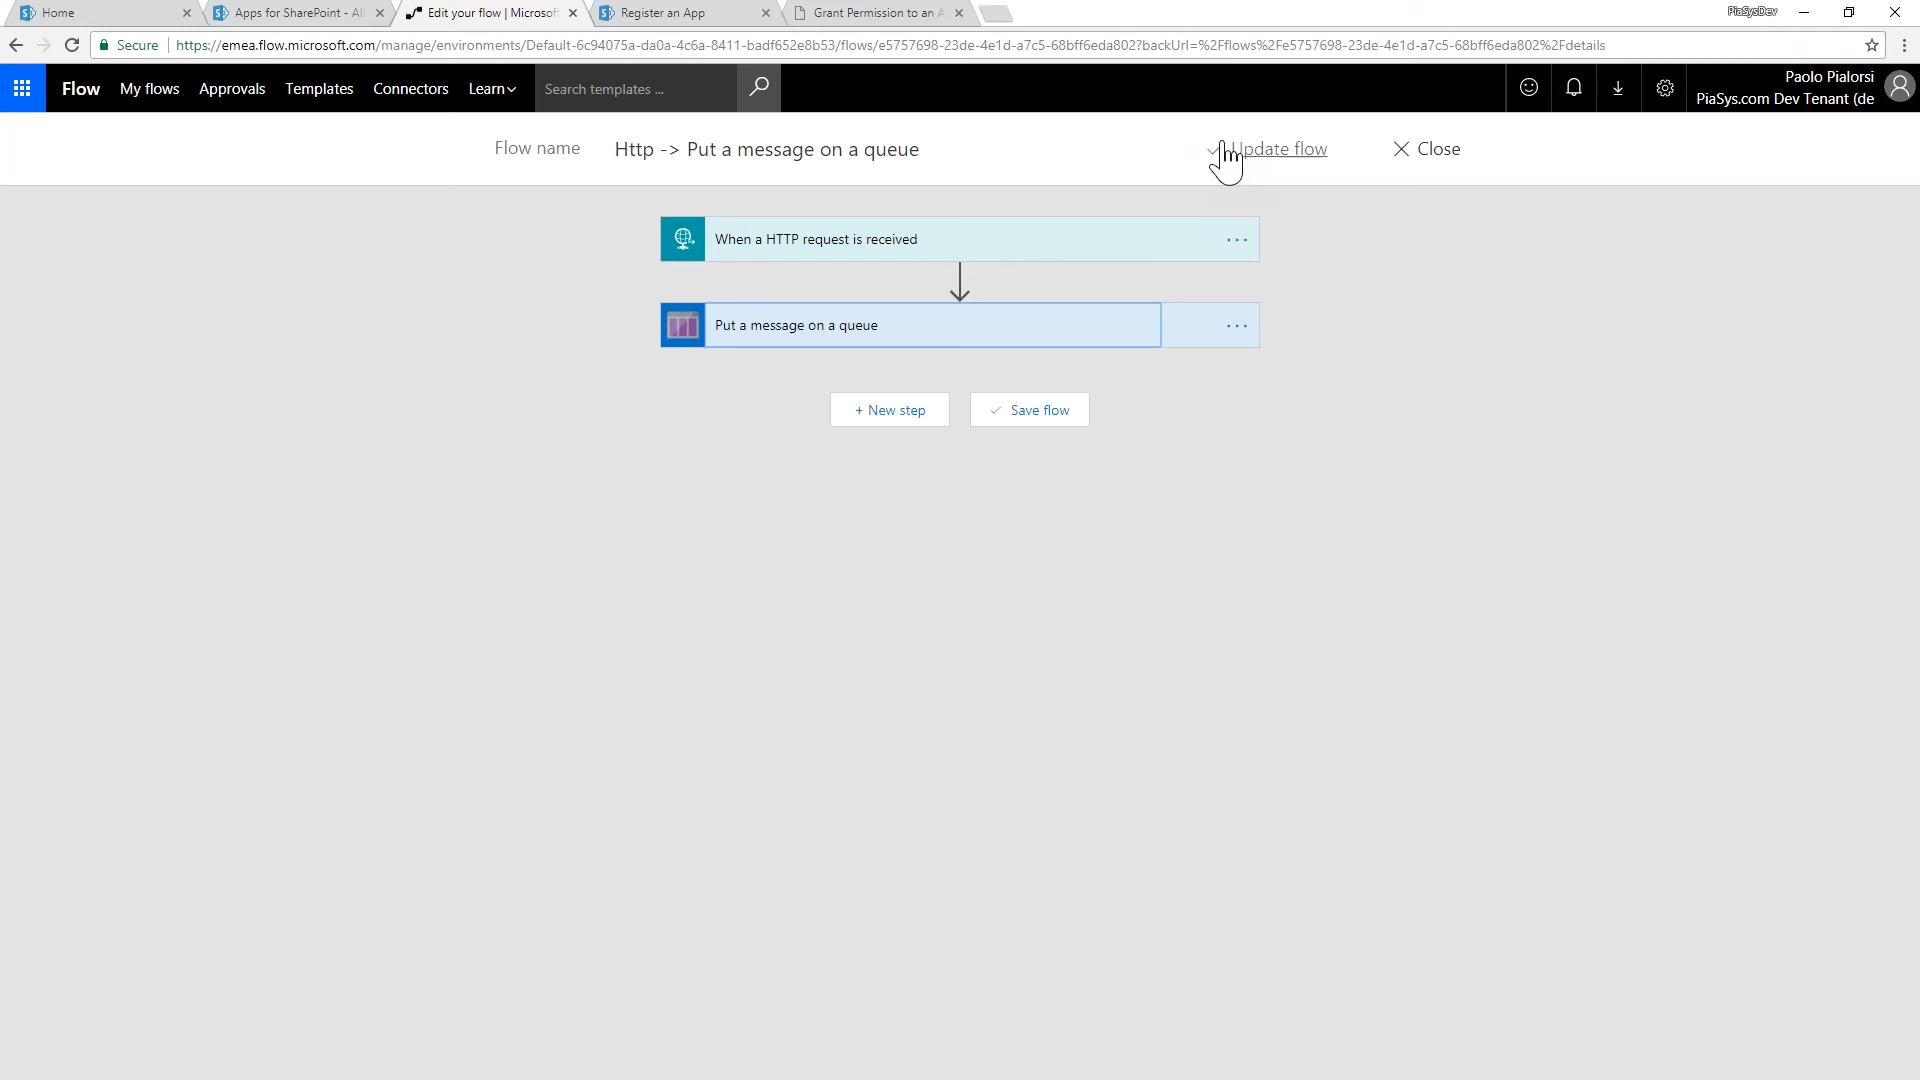 Home
Apps for SharePoint - All
Edit your flow | Microsoft
Register an App
Grant Permission to an A
PiaSysDev
Secure
https://emea.flow.microsoft.com/manage/environments/Default-6c94075a-da0a-4c6a-8411-badf652e8b53/flows/e5757698-23de-4e1d-a7c5-68bff6eda802?backUrl=%2Fflows%2Fe5757698-23de-4e1d-a7c5-68bff6eda802%2Fdetails
Flow
My flows
Approvals
Templates
Connectors
Learn
Search templates ...
Paolo Pialorsi
PiaSys.com Dev Tenant (de
Flow name
Http -> Put a message on a queue
Update flow
Close
When a HTTP request is received
Put a message on a queue
+ New step
Save flow